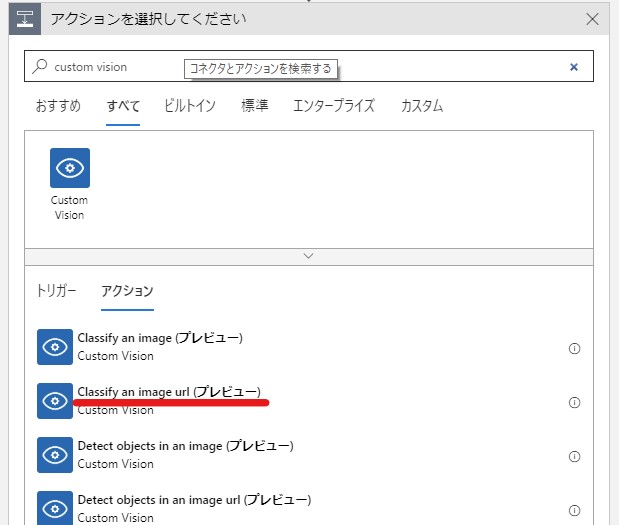 アクションを選択してください
custom vision
コネクタとアクションを検索する
おすすめ すべて ビルトイン 標準 エンタープライズ カスタム
Custom
Vision
トリガー アクション
Classify an image (プレビュー)
Custom Vision
Classify an image url (プレビュー)
Custom Vision
Detect objects in an image (プレビュー)
Custom Vision
Detect objects in an image url (プレビュー)
Custom Vision